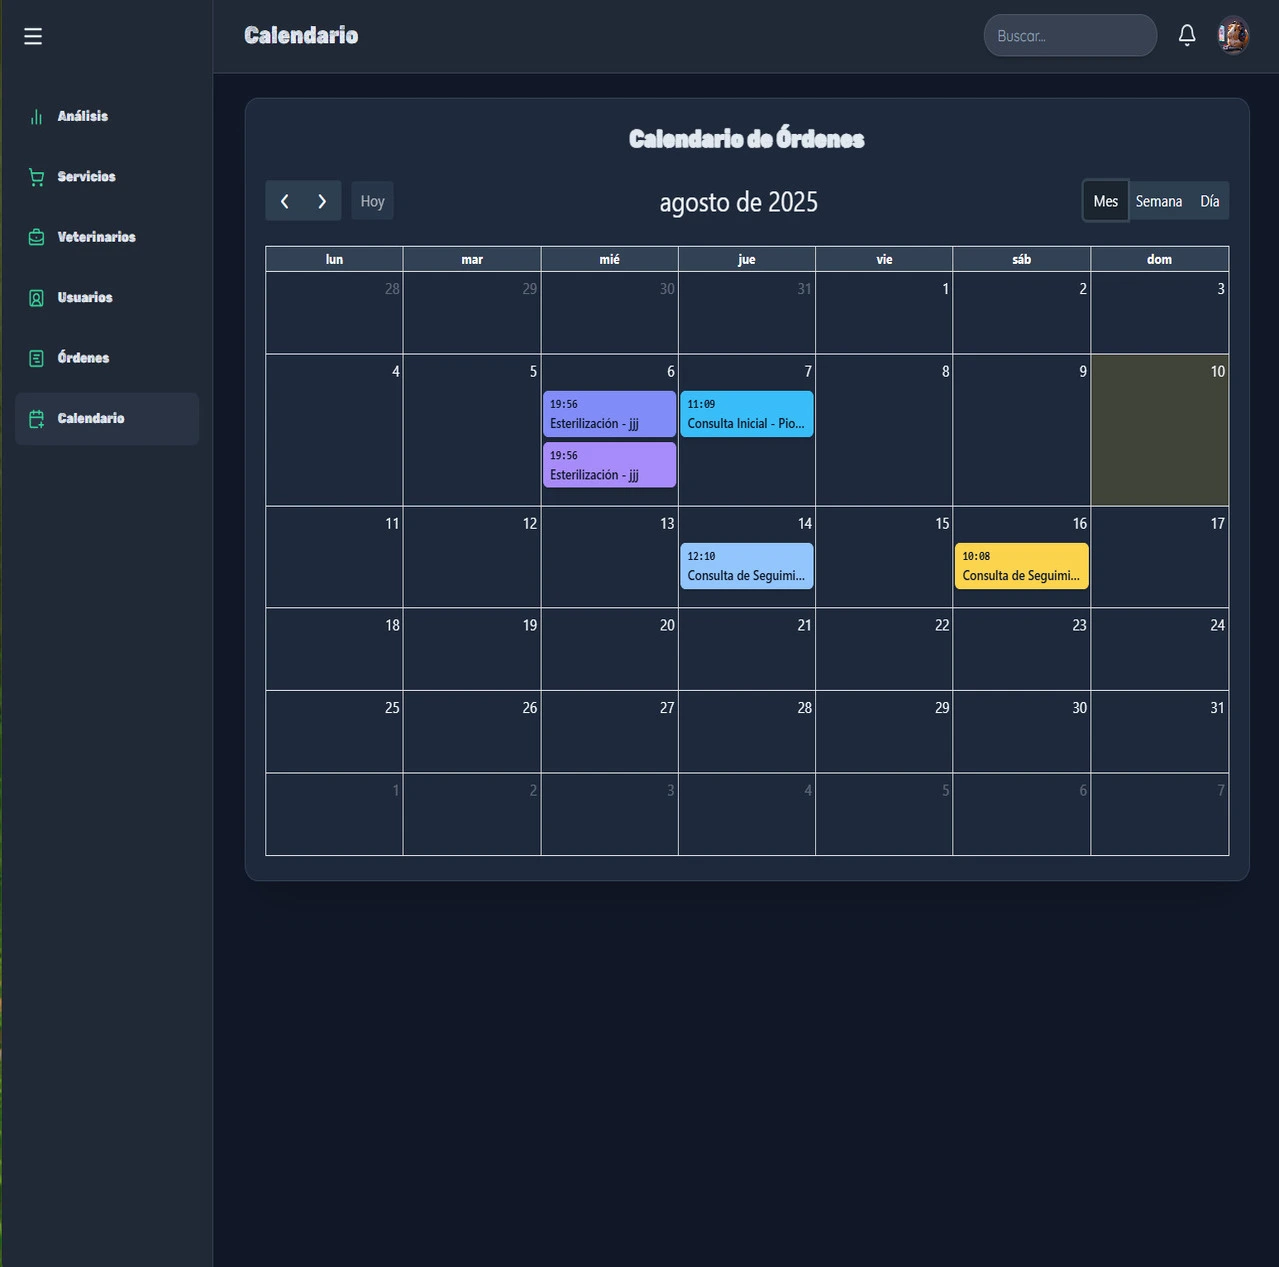 Calendario
Buscar...
Análisis
Servicios
Veterinarios
Usuarios
Órdenes
Calendario
Calendario de Órdenes
Hoy
agosto de 2025
Mes Semana Día
lun mar mié jue vie sáb dom
28 29 30 31 1 2 3
4 5 6 7 8 9 10
19:56
Esterilización - jjj
19:56
Esterilización - jjj
11:09
Consulta Inicial - Pio...
11 12 13 14 15 16 17
12:10
Consulta de Seguimi...
10:08
Consulta de Seguimi...
18 19 20 21 22 23 24
25 26 27 28 29 30 31
1 2 3 4 5 6 7